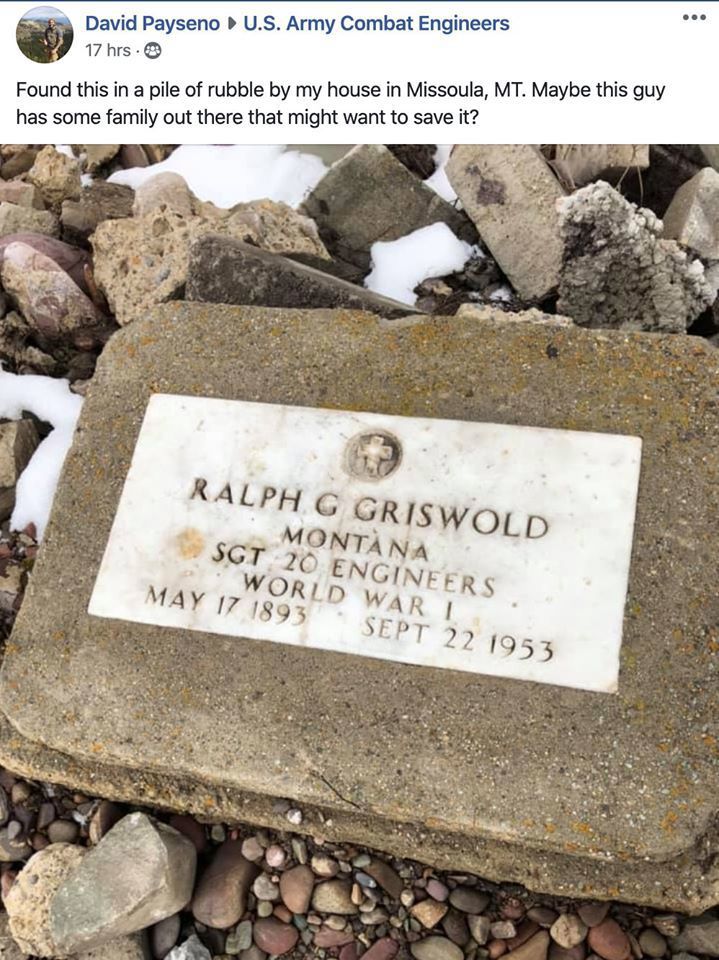 David Payseno ▸ U.S. Army Combat Engineers
17 hrs ·
Found this in a pile of rubble by my house in Missoula, MT. Maybe this guy
has some family out there that might want to save it?
RALPH G GRISWOLD
MONTANA
SGT 20 ENGINEERS
WORLD WAR I
MAY 17 1893 SEPT 22 1953